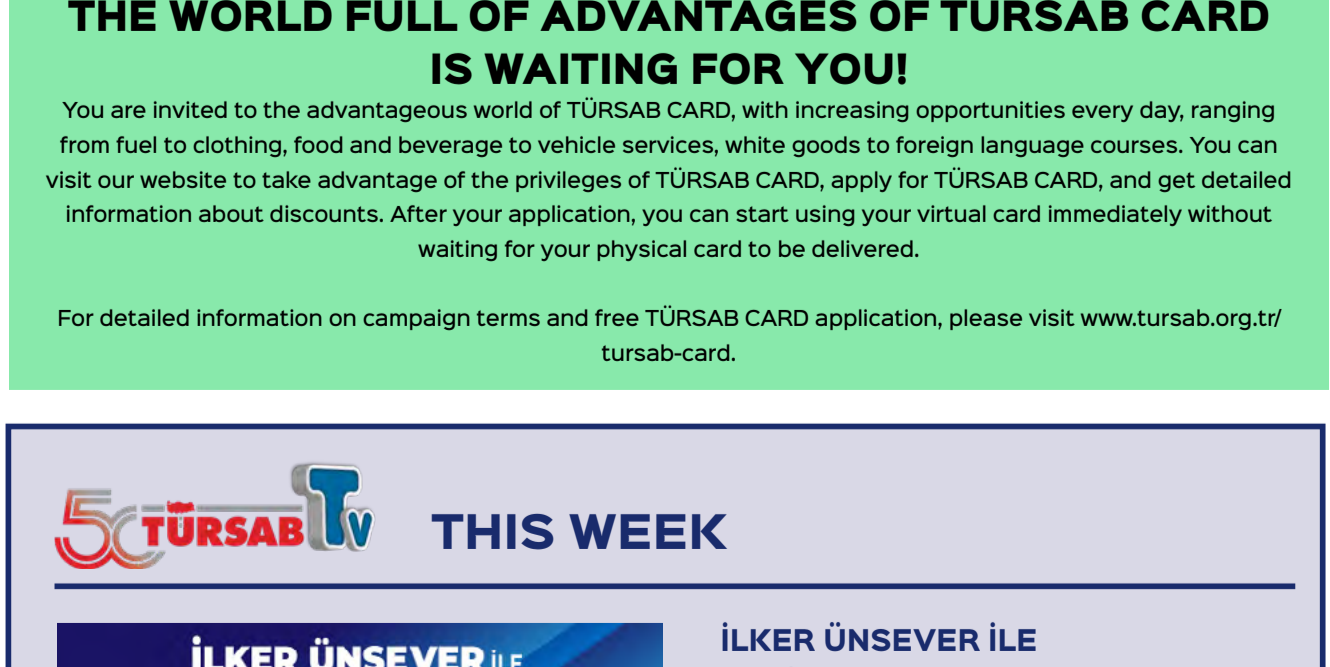 THE WORLD FULL OF ADVANTAGES OF TÜRSAB CARD
IS WAITING FOR YOU!
You are invited to the advantageous world of TÜRSAB CARD, with increasing opportunities every day, ranging
from fuel to clothing, food and beverage to vehicle services, white goods to foreign language courses. You can
visit our website to take advantage of the privileges of TÜRSAB CARD, apply for TÜRSAB CARD, and get detailed
information about discounts. After your application, you can start using your virtual card immediately without
waiting for your physical card to be delivered.
For detailed information on campaign terms and free TÜRSAB CARD application, please visit www.tursab.org.tr/
tursab-card.
50 TÜRSAB TV
THIS WEEK
İLKER ÜNSEVER İLE
İLKER ÜNSEVER İLE